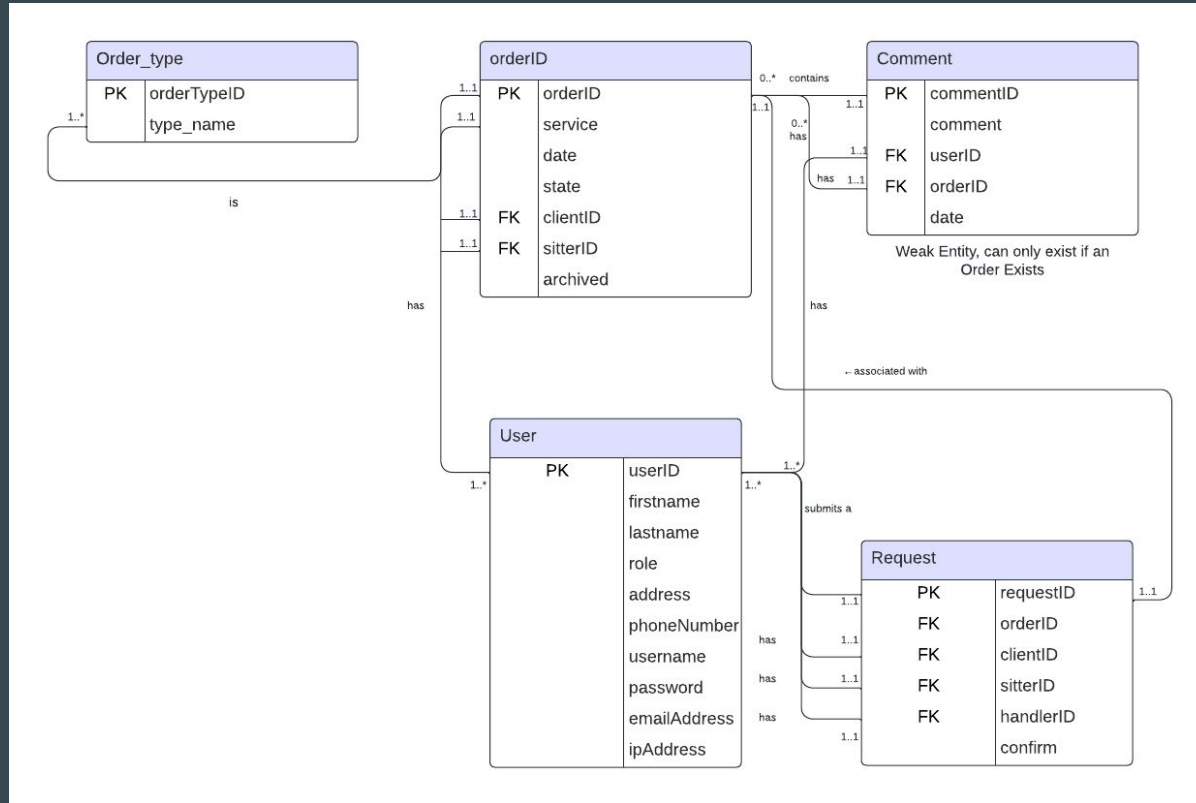 Order_type
PK orderTypeID
type_name
1..*
is
orderID
1..1 PK orderID
1..1 service
date
state
1..1 FK clientID
1..1 FK sitterID
archived
has
0..* contains
1..1
1..1
0..*
has
1..1
has 1..1
Comment
PK commentID
comment
FK userID
FK orderID
date
Weak Entity, can only exist if an
Order Exists
has
←associated with
User
PK userID
firstname
lastname
role
address
phoneNumber
username
password
emailAddress
ipAddress
1..*
1..*
1..*
submits a
1..1
has 1..1
has 1..1
has
1..1
Request
PK requestID
FK orderID
FK clientID
FK sitterID
FK handlerID
confirm
1..1